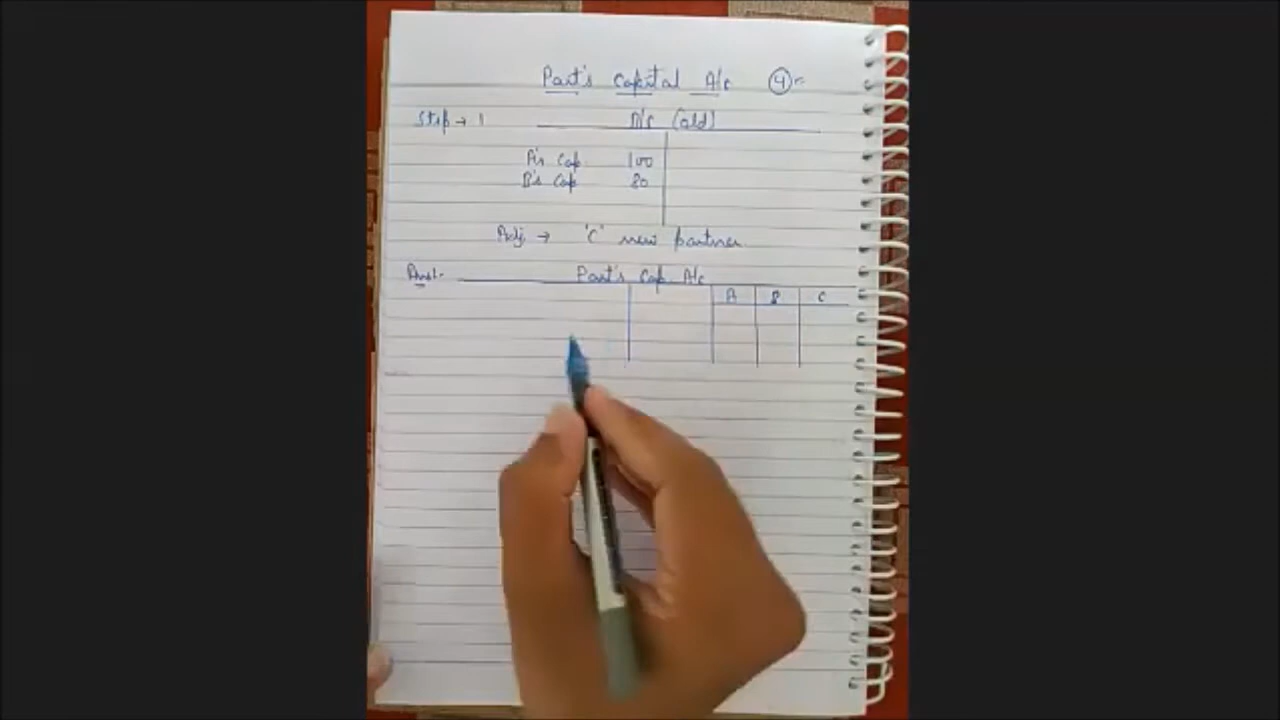 Part's Capital A/c 4
Step → 1 B/S (old)
A's Cap 100
B's Cap 80
Adj → 'C' new partner
Part's Cap A/c
A B C